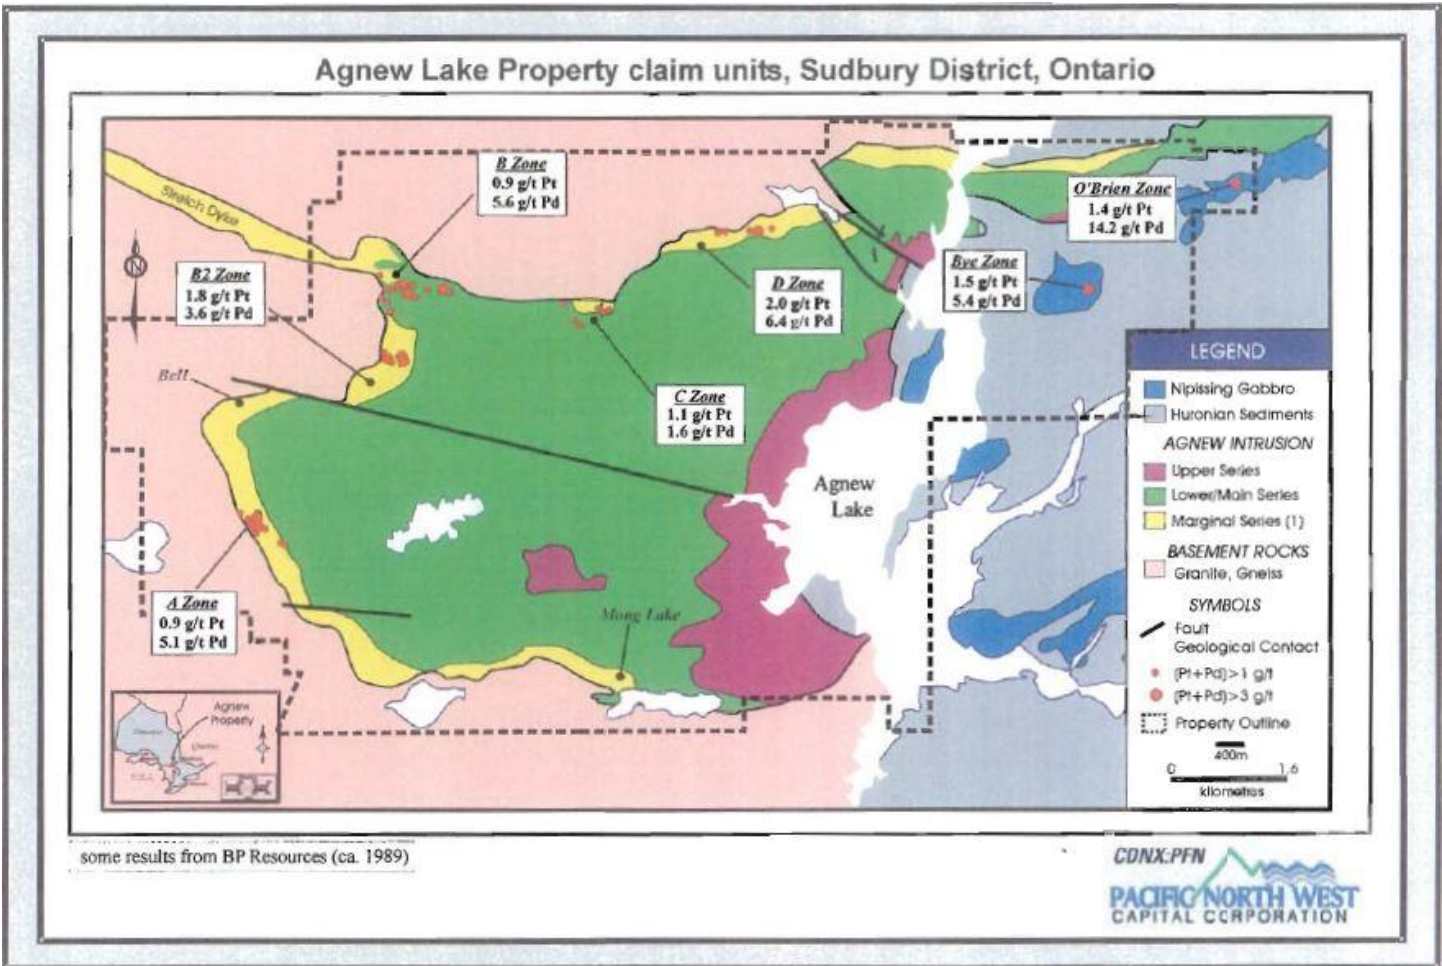 Agnew Lake Property claim units, Sudbury District, Ontario
Streich Dyke
B Zone
0.9 g/t Pt
5.6 g/t Pd
O'Brien Zone
1.4 g/t Pt
14.2 g/t Pd
N
B2 Zone
1.8 g/t Pt
3.6 g/t Pd
D Zone
2.0 g/t Pt
6.4 g/t Pd
Bye Zone
1.5 g/t Pt
5.4 g/t Pd
Bell
C Zone
1.1 g/t Pt
1.6 g/t Pd
Agnew
Lake
A Zone
0.9 g/t Pt
5.1 g/t Pd
Mong Lake
Agnew
Property
LEGEND
Nipissing Gabbro
Huronian Sediments
AGNEW INTRUSION
Upper Series
Lower/Main Series
Marginal Series (1)
BASEMENT ROCKS
Granite, Gneiss
SYMBOLS
Fault
Geological Contact
(Pt+Pd)>1 g/t
(Pt+Pd)>3 g/t
Property Outline
400m
0 1.6
kilometres
some results from BP Resources (ca. 1989)
CDNX:PFN
PACIFIC NORTH WEST
CAPITAL CORPORATION